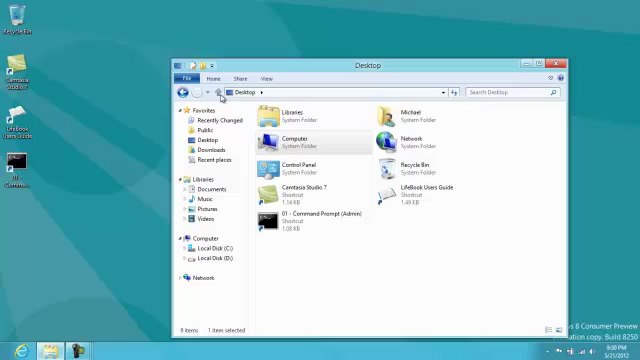 Recycle Bin
Camtasia
Studio 7
LifeBook
Users Guide
01 -
Comman...
Desktop
File
Home
Share
View
Desktop
Search Desktop
Favorites
Recently Changed
Public
Desktop
Downloads
Recent places
Libraries
Documents
Music
Pictures
Videos
Computer
Local Disk (C:)
Local Disk (D:)
Network
Libraries
System Folder
Michael
System Folder
Computer
System Folder
Network
System Folder
Control Panel
System Folder
Recycle Bin
System Folder
Camtasia Studio 7
Shortcut
1.14 KB
LifeBook Users Guide
Shortcut
1.49 KB
01 - Command Prompt (Admin)
Shortcut
1.08 KB
9 items
1 item selected
s 8 Consumer Preview
ation copy. Build 8250
9:30 PM
5/21/2012